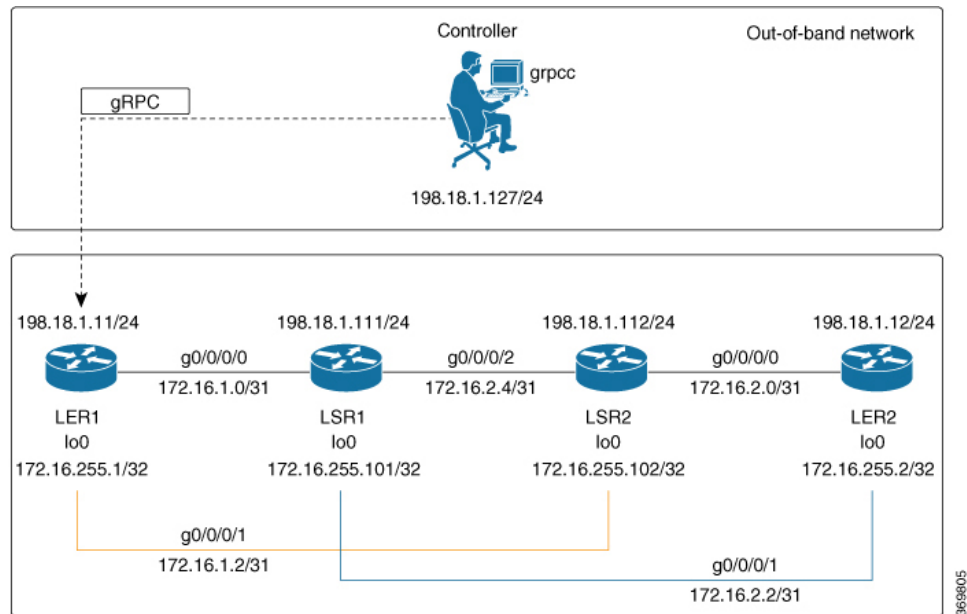 Controller
Out-of-band network
grpcc
gRPC
198.18.1.127/24
198.18.1.11/24
198.18.1.111/24
198.18.1.112/24
198.18.1.12/24
g0/0/0/0
g0/0/0/2
g0/0/0/0
172.16.1.0/31
172.16.2.4/31
172.16.2.0/31
LER1
LSR1
LSR2
LER2
lo0
lo0
lo0
lo0
172.16.255.1/32
172.16.255.101/32
172.16.255.102/32
172.16.255.2/32
g0/0/0/1
172.16.1.2/31
g0/0/0/1
172.16.2.2/31
369805